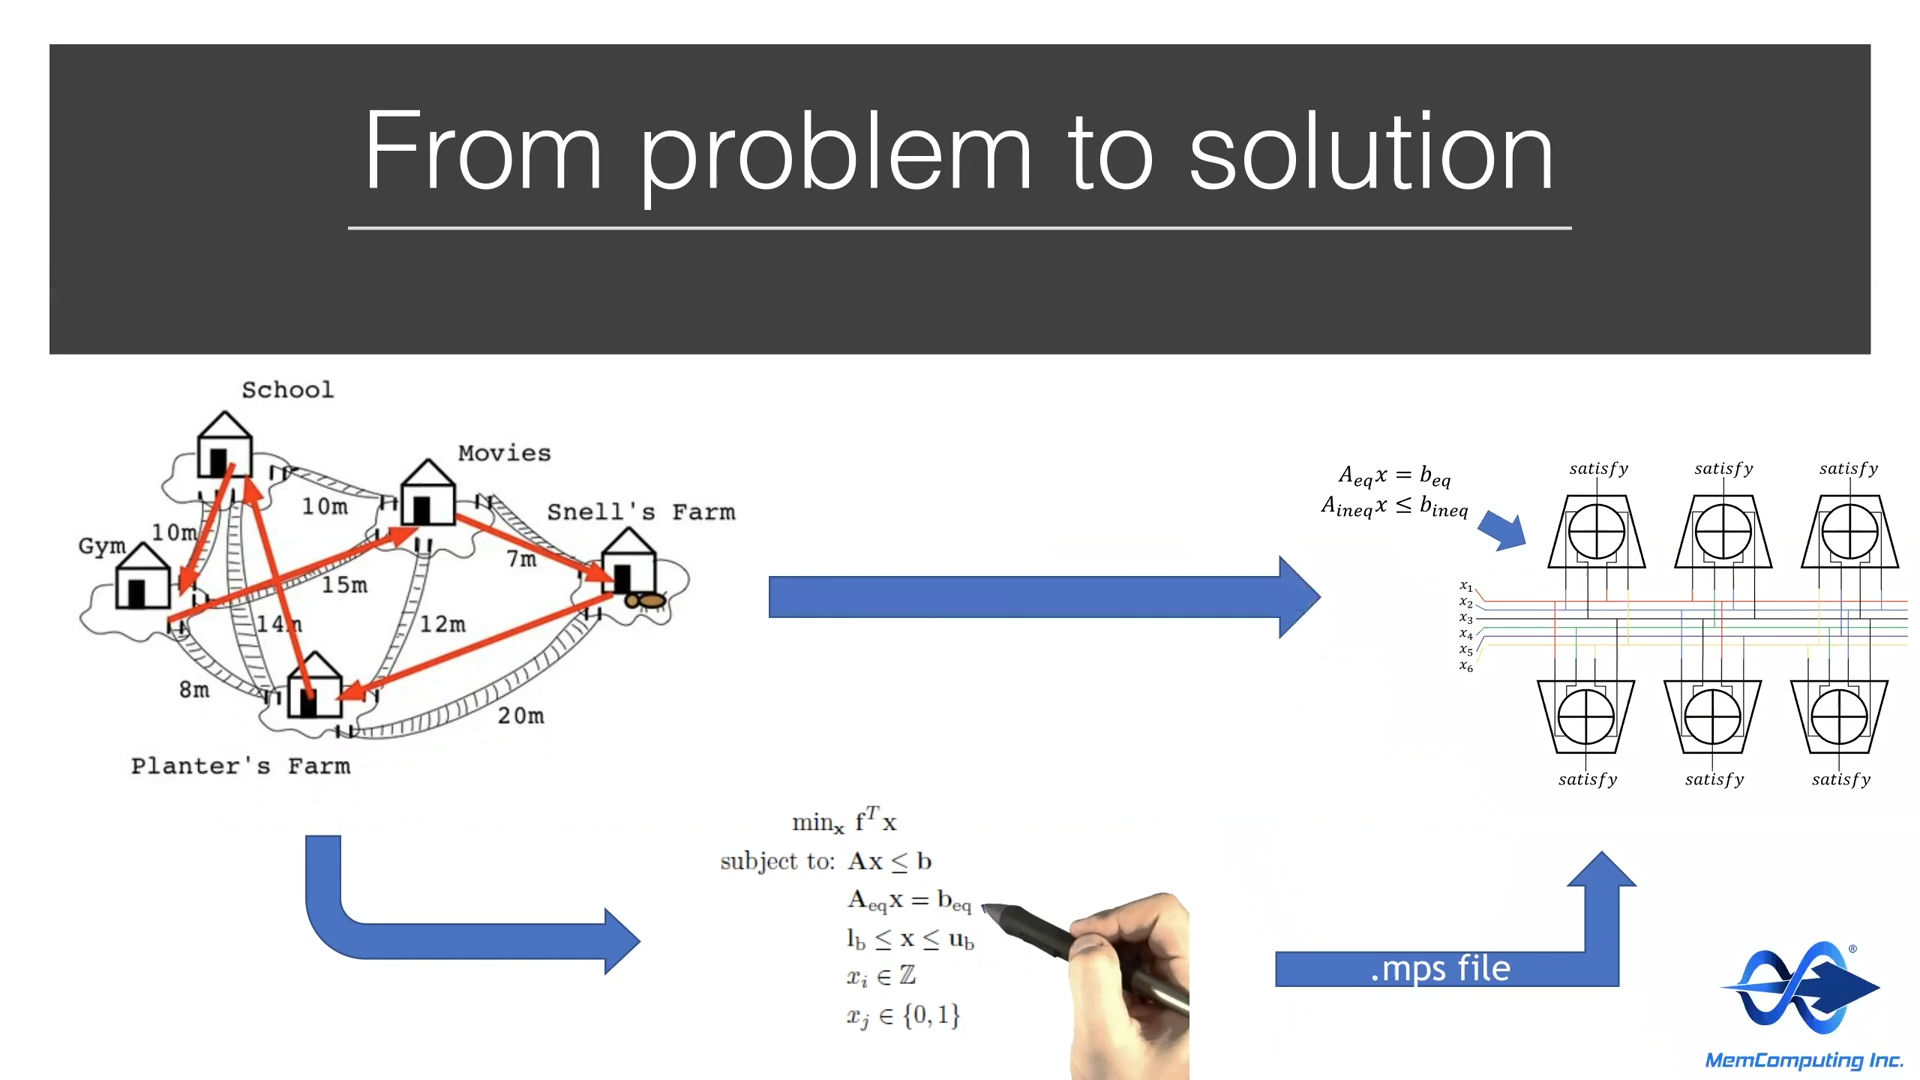 From problem to solution
School
Movies
Snell's Farm
Gym
10m
10m
7m
15m
14m
12m
8m
20m
Planter's Farm
A_eq x = b_eq
A_ineq x ≤ b_ineq
satisfy satisfy satisfy
x₁
x₂
x₃
x₄
x₅
x₆
satisfy satisfy satisfy
min_x f^T x
subject to: Ax ≤ b
A_eq x = b_eq
l_b ≤ x ≤ u_b
x_i ∈ ℤ
x_j ∈ {0,1}
.mps file
®
MemComputing Inc.